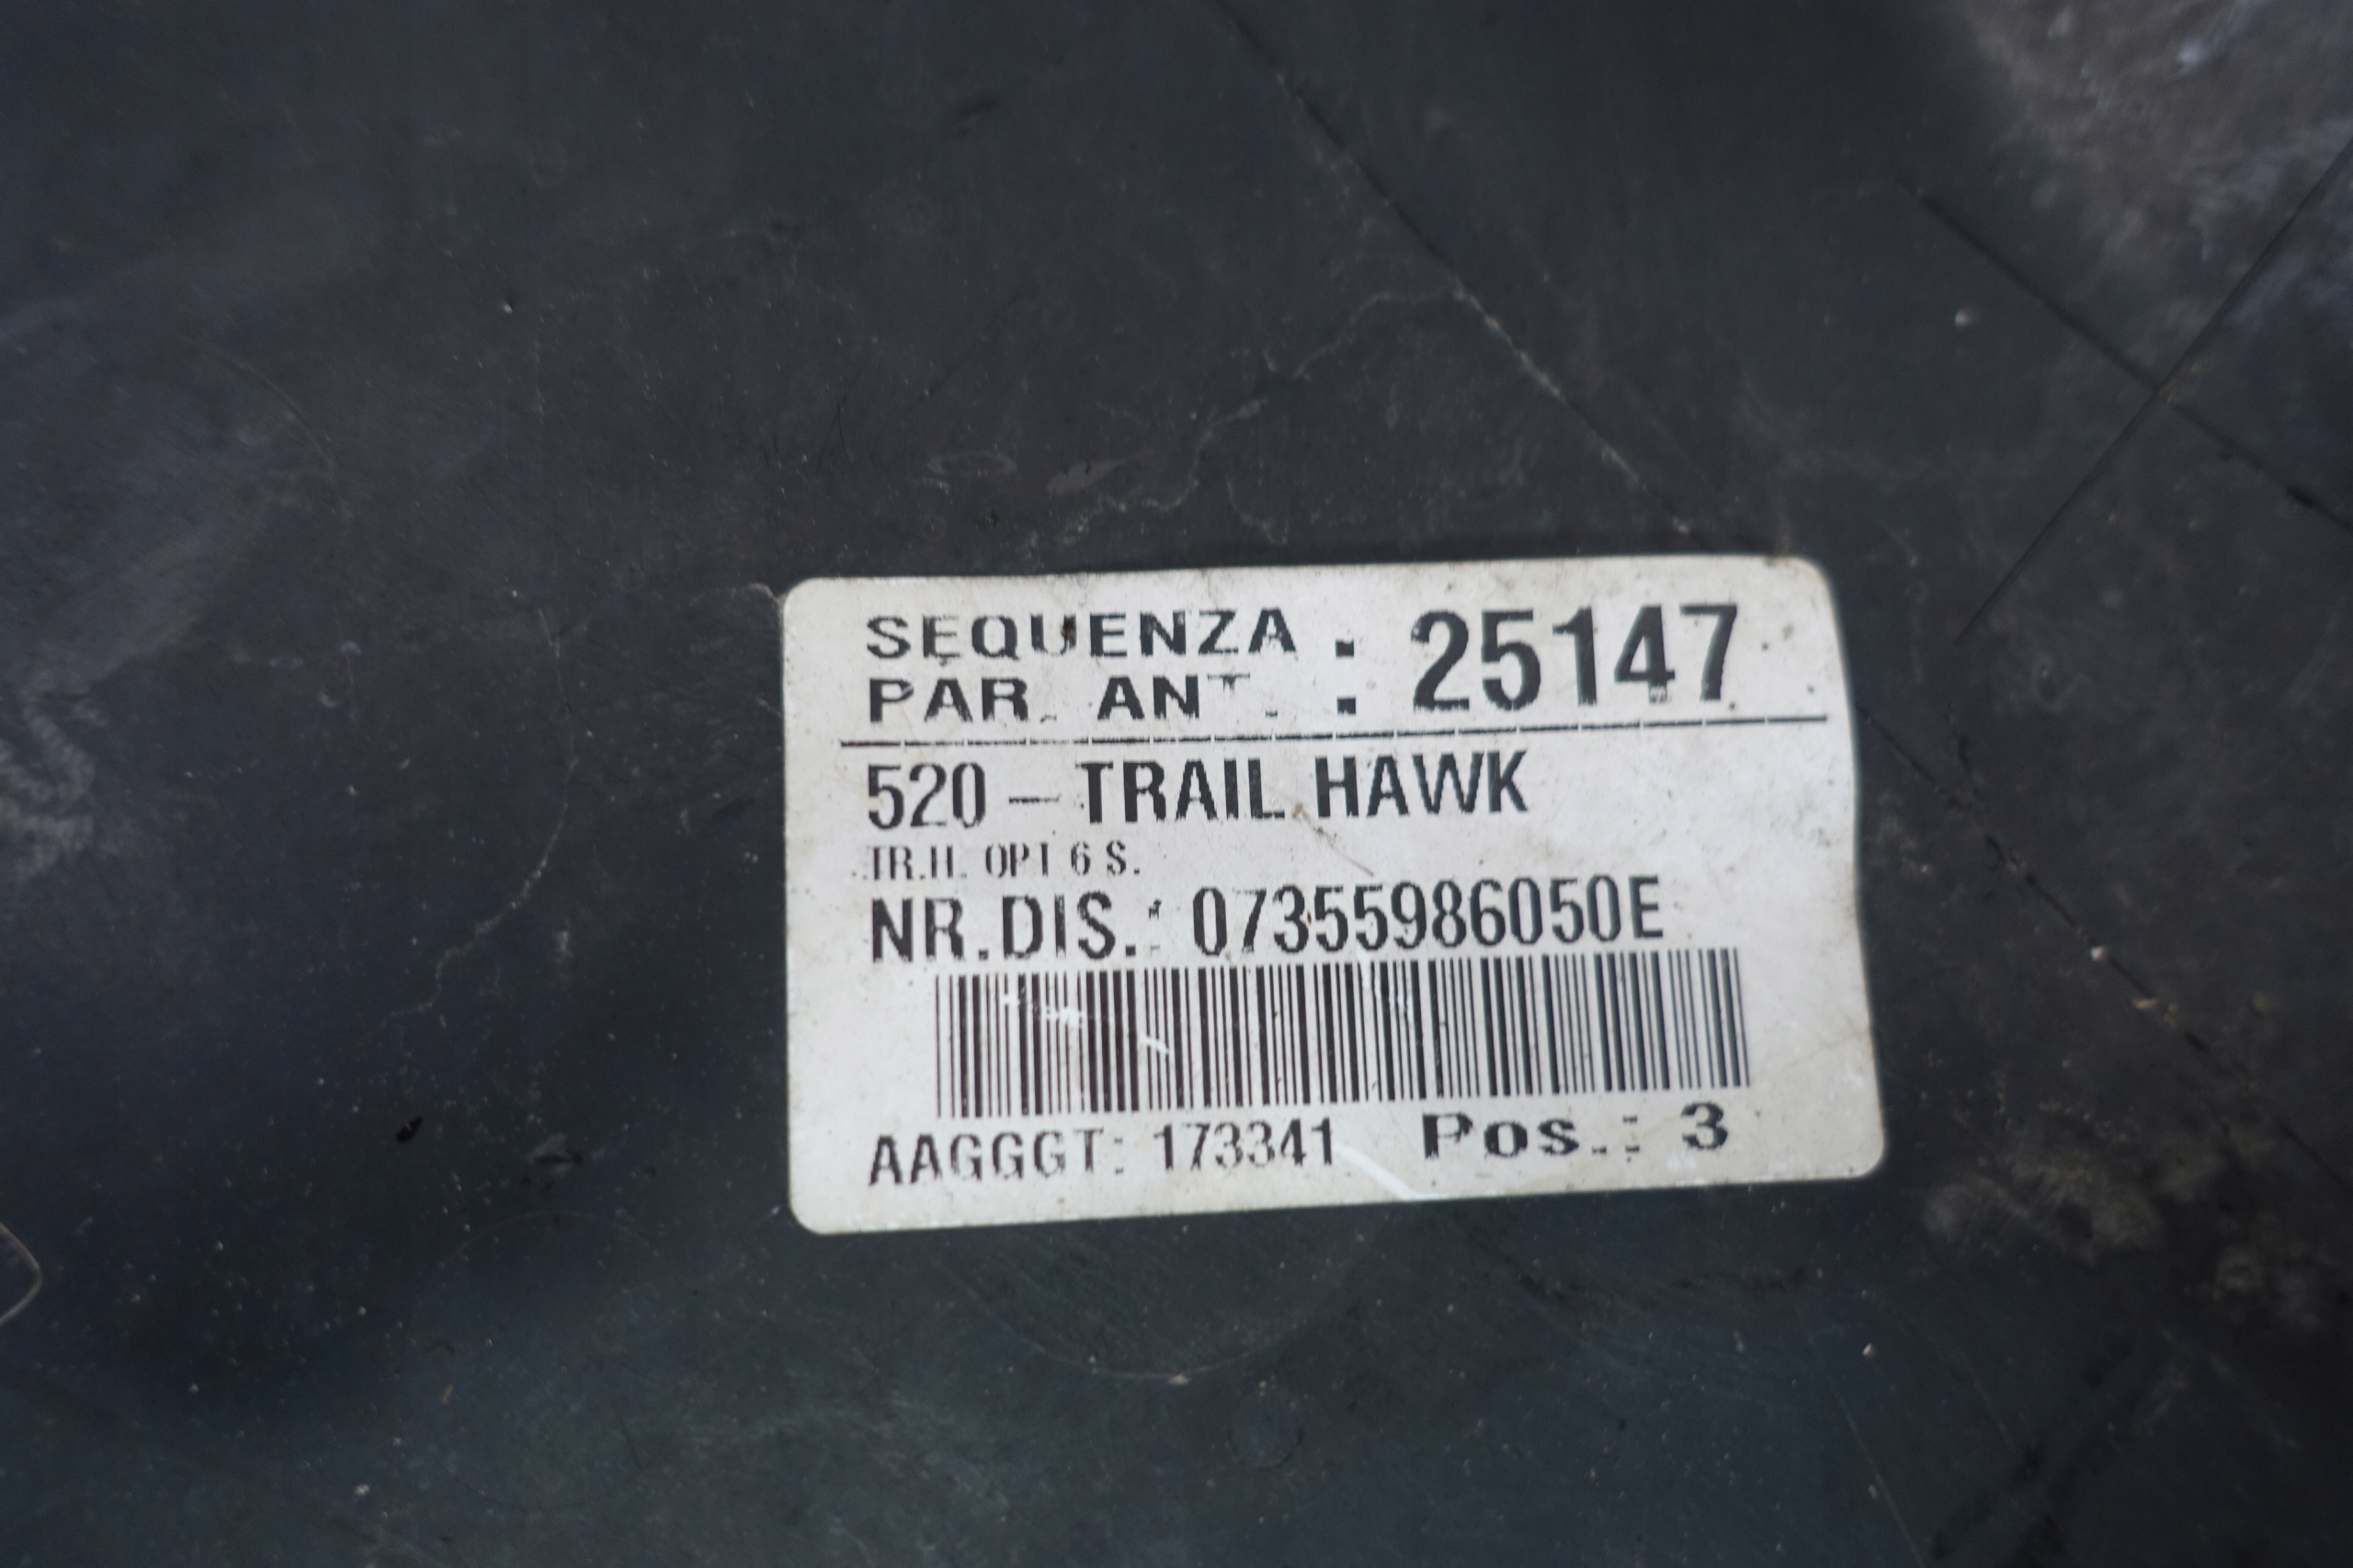 SEQUENZA : 25147
PAR. ANT. :
520 - TRAIL HAWK
TR.H. OPT 6 S.
NR.DIS.: 07355986050E
AAGGGT: 173341 Pos.: 3